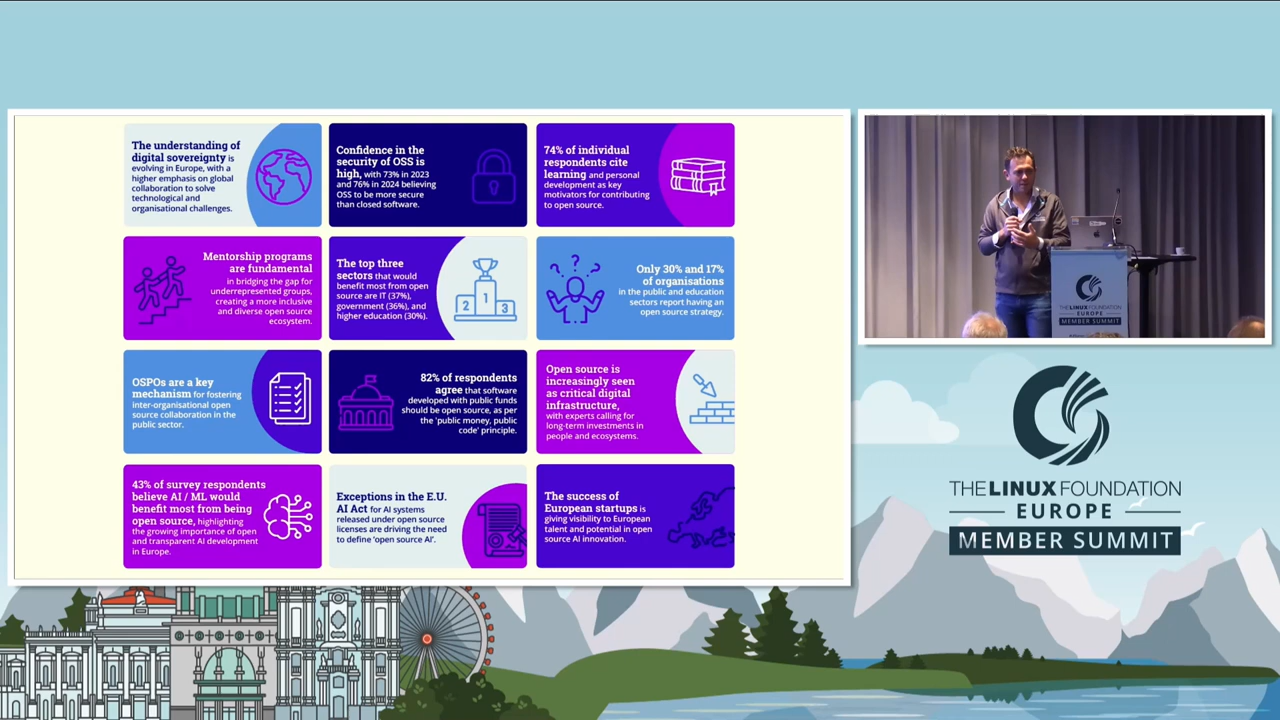 The understanding of
digital sovereignty is
evolving in Europe, with a
higher emphasis on global
collaboration to solve
technological and
organisational challenges.
Confidence in the
security of OSS is
high, with 73% in 2023
and 76% in 2024 believing
OSS to be more secure
than closed software.
74% of individual
respondents cite
learning and personal
development as key
motivators for contributing
to open source.
Mentorship programs
are fundamental
in bridging the gap for
underrepresented groups,
creating a more inclusive
and diverse open source
ecosystem.
The top three
sectors that would
benefit most from open
source are IT (37%),
government (36%), and
higher education (30%).
2
1
3
Only 30% and 17%
of organisations
in the public and education
sectors report having an
open source strategy.
OSPOs are a key
mechanism for fostering
inter-organisational open
source collaboration in the
public sector.
82% of respondents
agree that software
developed with public funds
should be open source, as per
the 'public money, public
code' principle.
Open source is
increasingly seen
as critical digital
infrastructure,
with experts calling for
long-term investments in
people and ecosystems.
43% of survey respondents
believe AI / ML would
benefit most from being
open source, highlighting
the growing importance of open
and transparent AI development
in Europe.
Exceptions in the E.U.
AI Act for AI systems
released under open source
licenses are driving the need
to define 'open source AI'.
The success of
European startups is
giving visibility to European
talent and potential in open
source AI innovation.
THE LINUX FOUNDATION
EUROPE
MEMBER SUMMIT
THE LINUX FOUNDATION
EUROPE
MEMBER SUMMIT